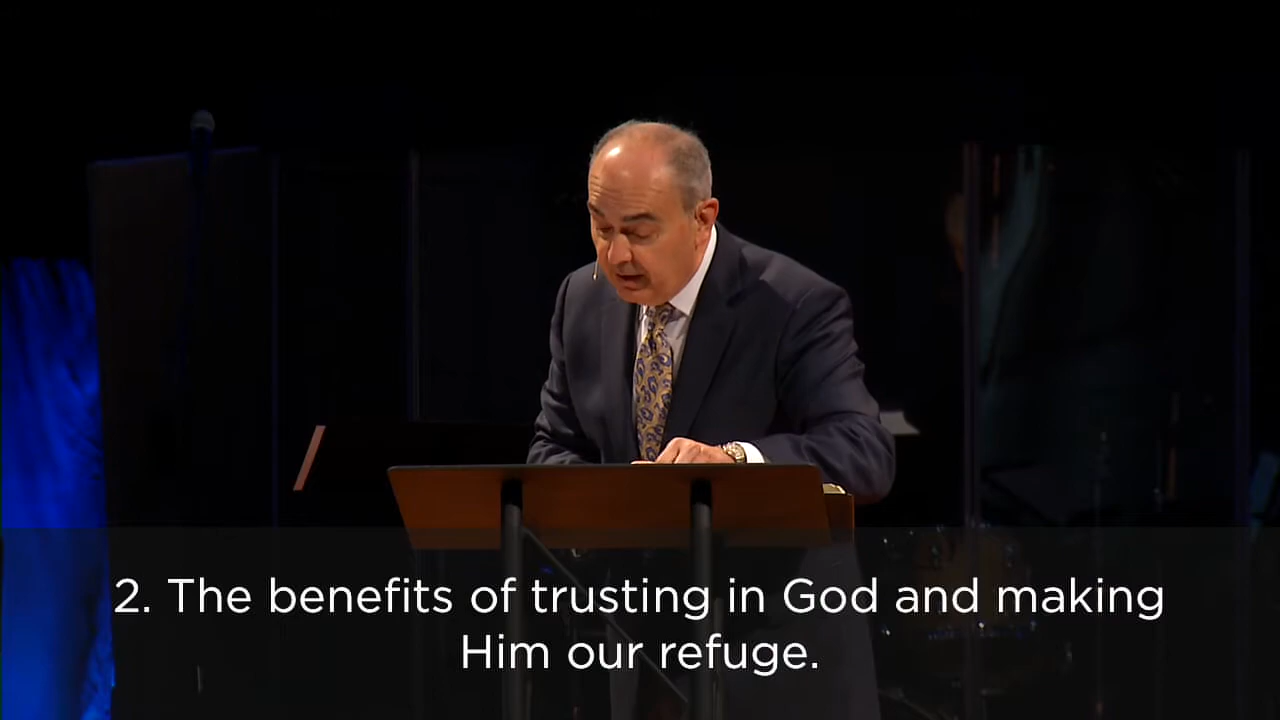 2. The benefits of trusting in God and making
Him our refuge.